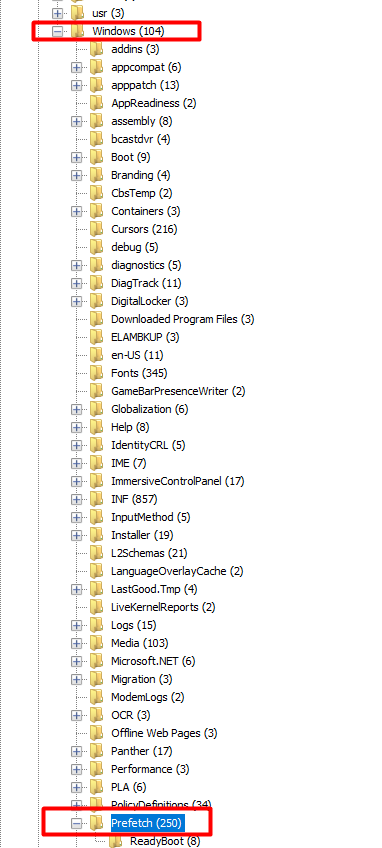 usr (3)
Windows (104)
addins (3)
appcompat (6)
apppatch (13)
AppReadiness (2)
assembly (8)
bcastdvr (4)
Boot (9)
Branding (4)
CbsTemp (2)
Containers (3)
Cursors (216)
debug (5)
diagnostics (5)
DiagTrack (11)
DigitalLocker (3)
Downloaded Program Files (3)
ELAMBKUP (3)
en-US (11)
Fonts (345)
GameBarPresenceWriter (2)
Globalization (6)
Help (8)
IdentityCRL (5)
IME (7)
ImmersiveControlPanel (17)
INF (857)
InputMethod (5)
Installer (19)
L2Schemas (21)
LanguageOverlayCache (2)
LastGood.Tmp (4)
LiveKernelReports (2)
Logs (15)
Media (103)
Microsoft.NET (6)
Migration (3)
ModemLogs (2)
OCR (3)
Offline Web Pages (3)
Panther (17)
Performance (3)
PLA (6)
PolicyDefinitions (34)
Prefetch (250)
ReadyBoot (8)